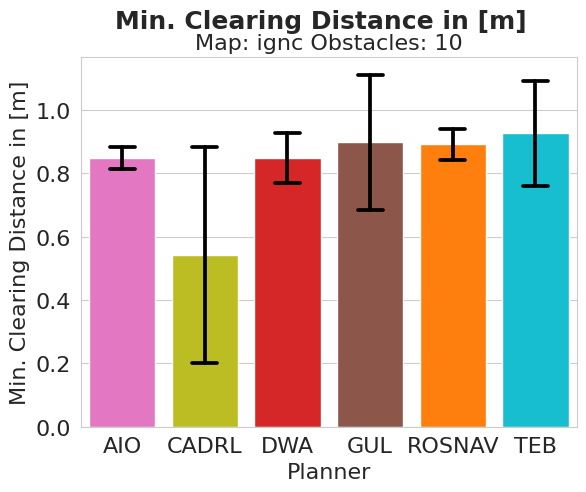 Min. Clearing Distance in [m]
Map: ignc Obstacles: 10
Min. Clearing Distance in [m]
1.0
0.8
0.6
0.4
0.2
0.0
AIO CADRL DWA GUL ROSNAV TEB
Planner